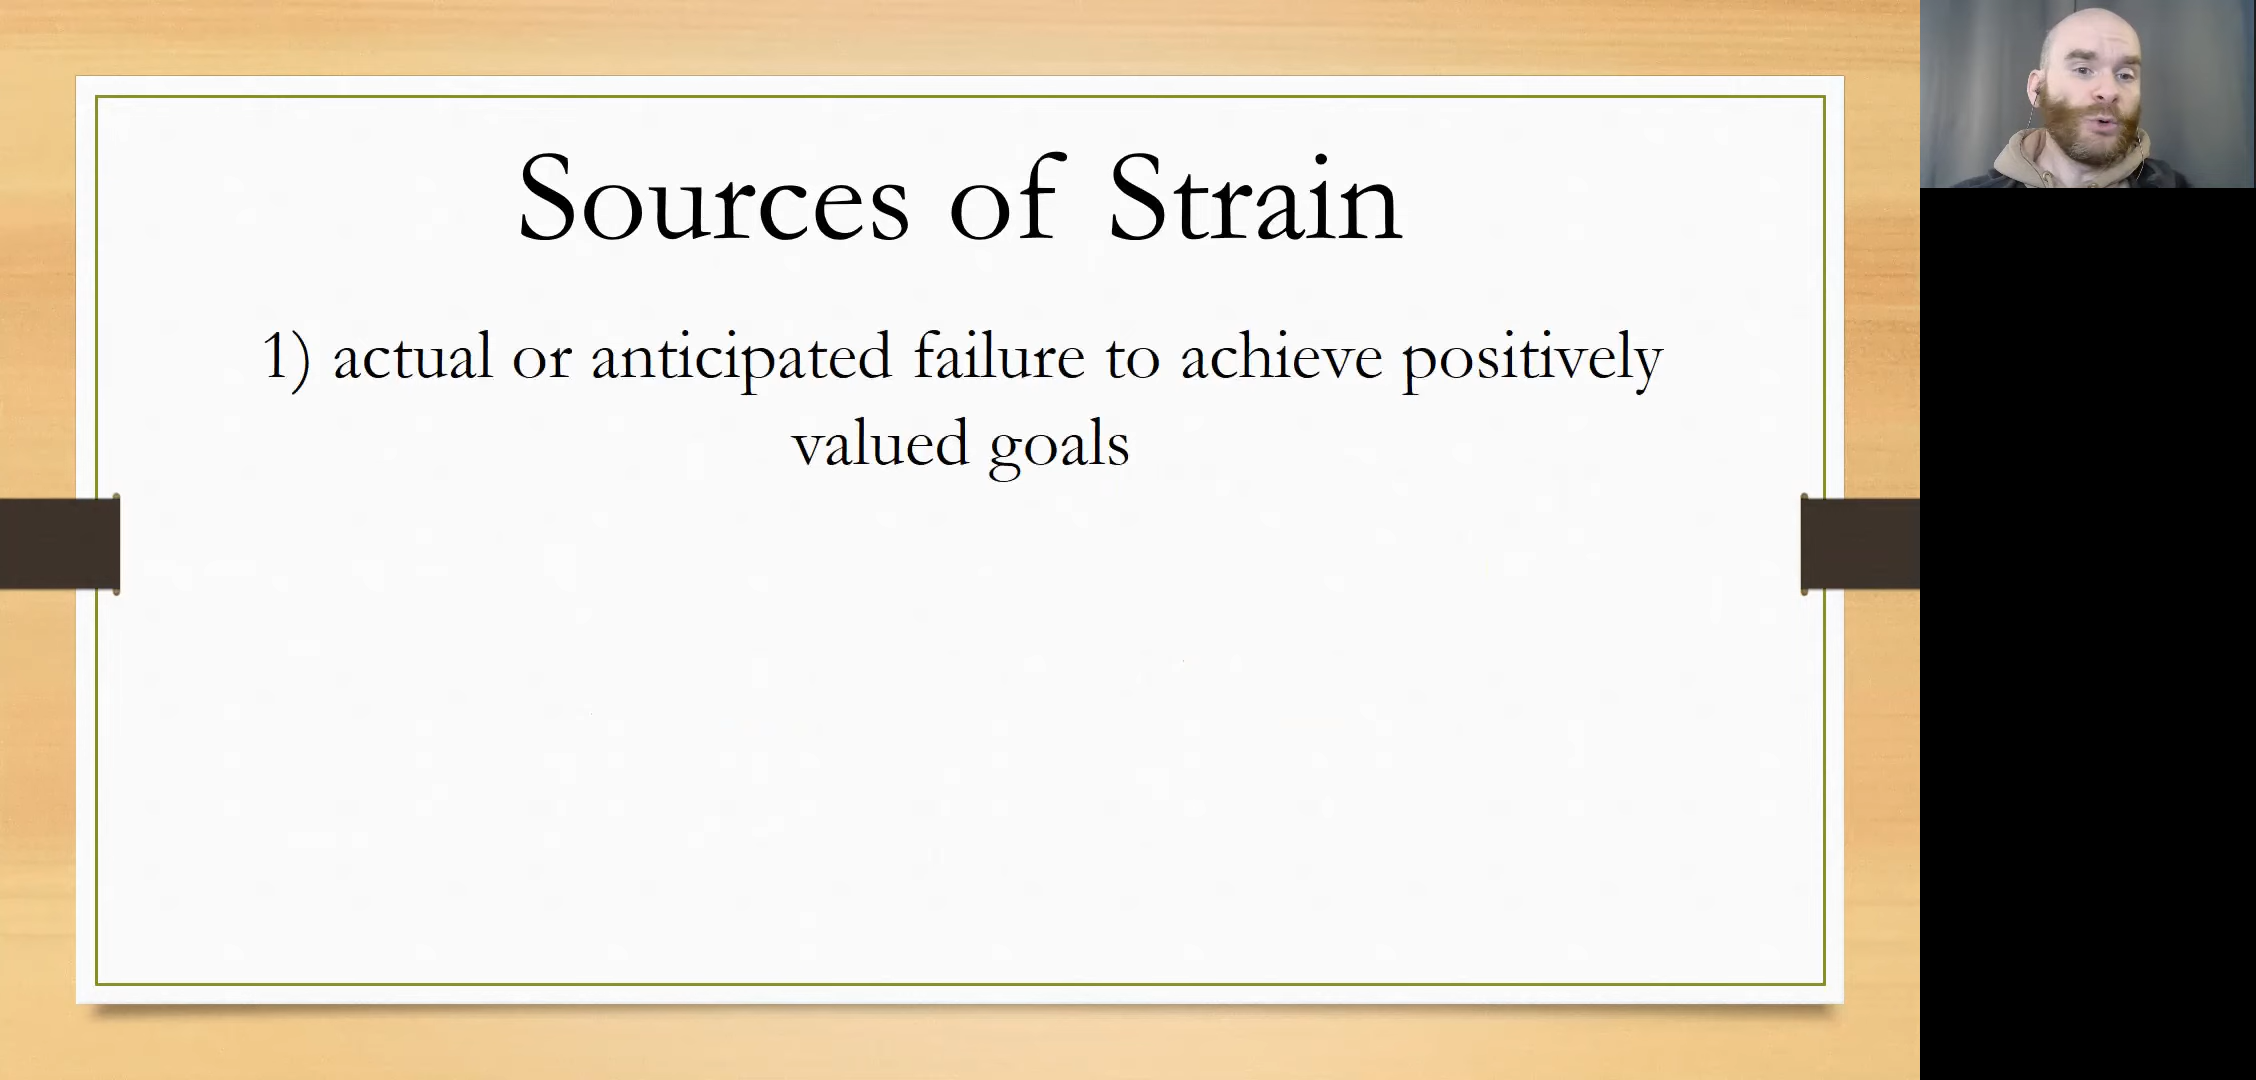 Sources of Strain
1) actual or anticipated failure to achieve positively
valued goals